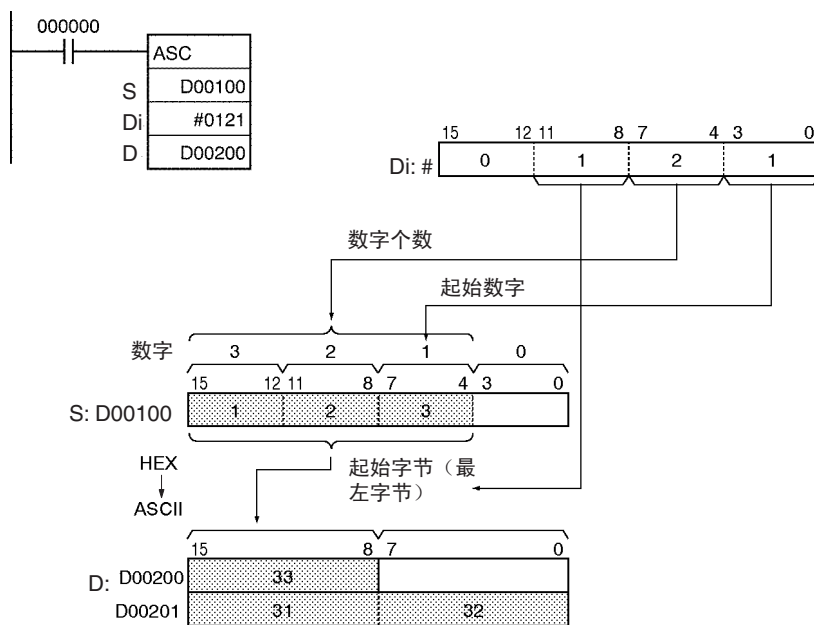 000000
ASC
S D00100
Di #0121
D D00200
15 12 11 8 7 4 3 0
Di: # 0 1 2 1
数字个数
起始数字
数字 3 2 1 0
15 12 11 8 7 4 3 0
S: D00100 1 2 3
HEX
ASCII
起始字节（最
左字节）
15 8 7 0
D: D00200 33
D00201 31 32